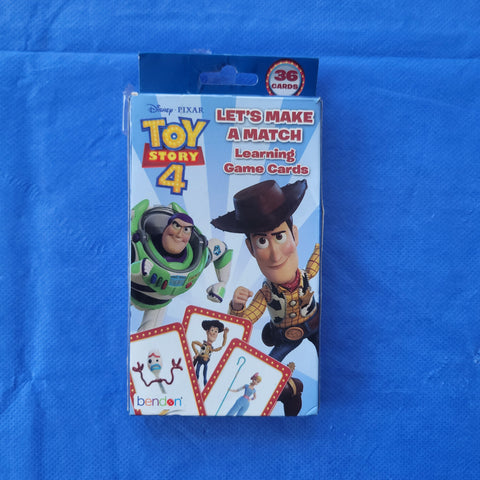 36
CARDS
Disney • PIXAR
TOY
STORY
4
LET'S MAKE
A MATCH
Learning
Game Cards
bendon